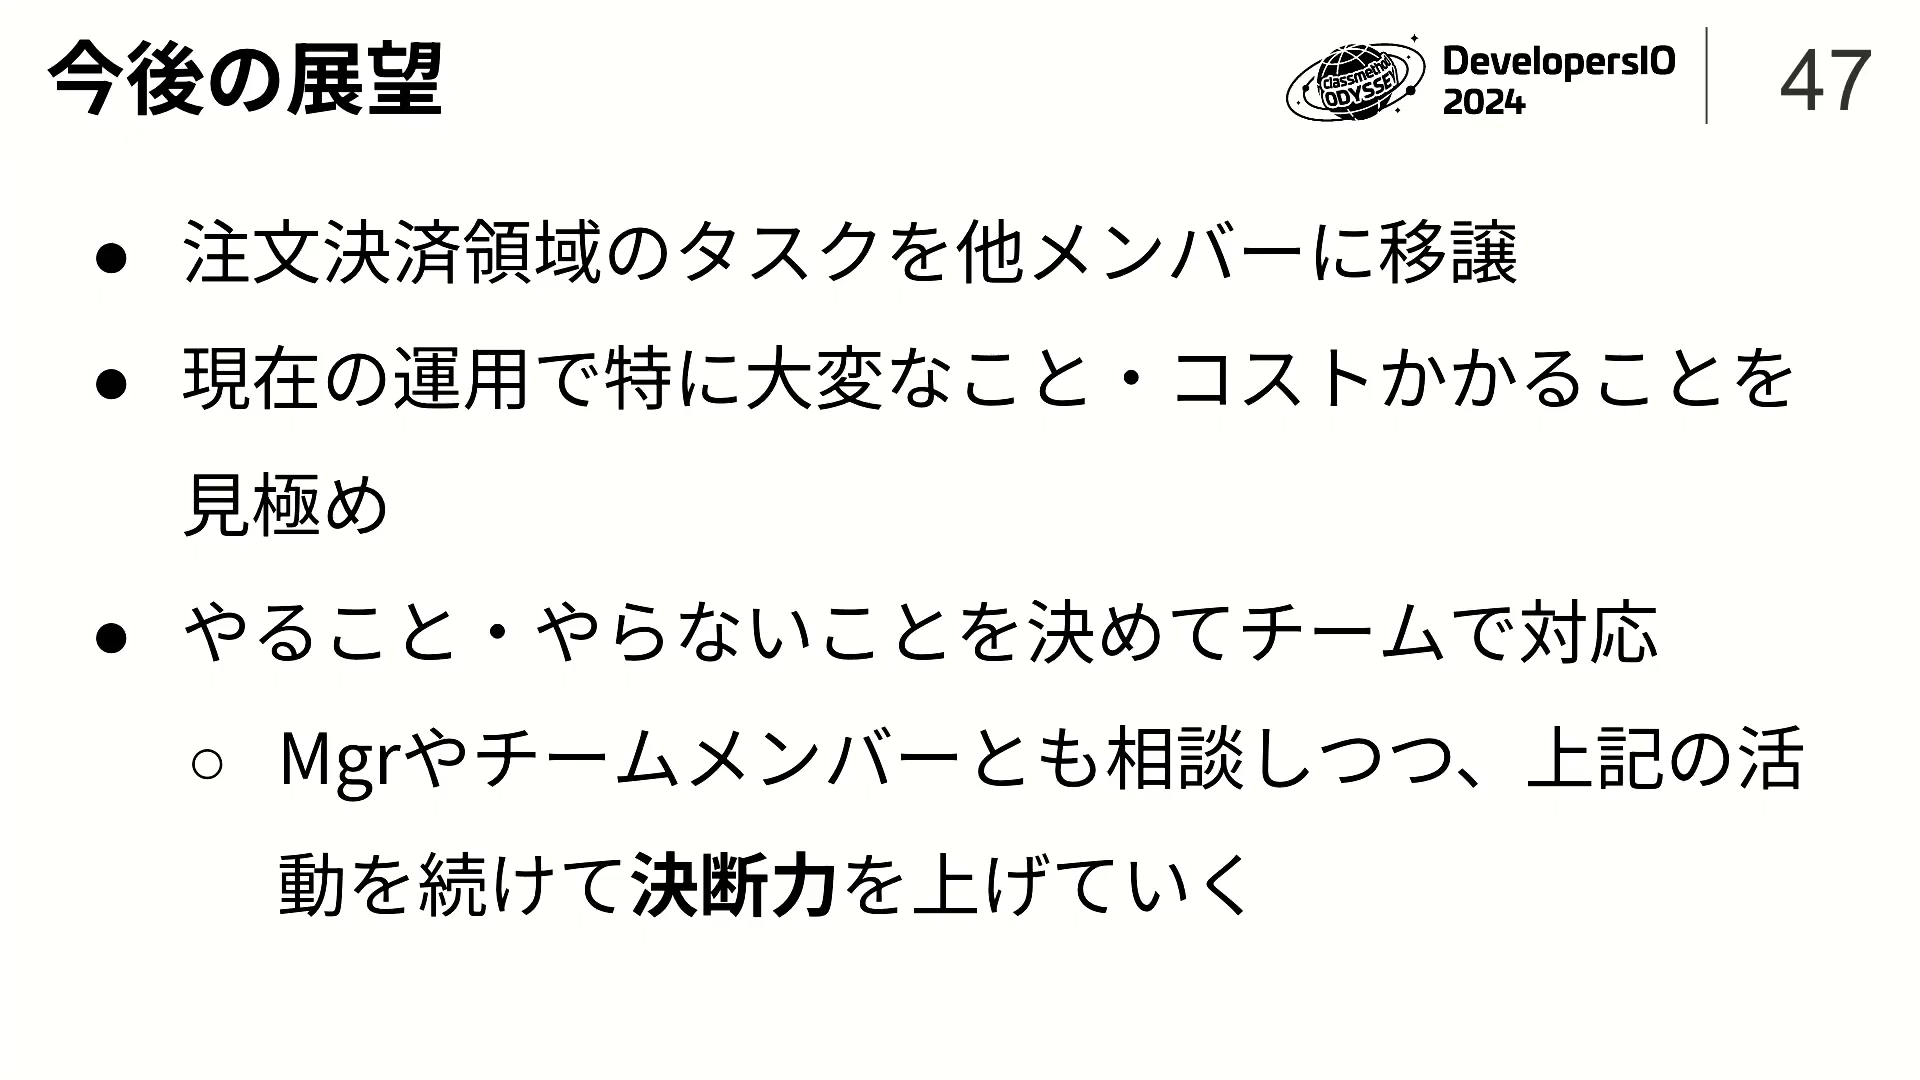 今後の展望
classmethod
ODYSSEY
DevelopersIO
2024
47
● 注文決済領域のタスクを他メンバーに移譲
● 現在の運用で特に大変なこと・コストかかることを
見極め
● やること・やらないことを決めてチームで対応
○ Mgrやチームメンバーとも相談しつつ、上記の活
動を続けて決断力を上げていく